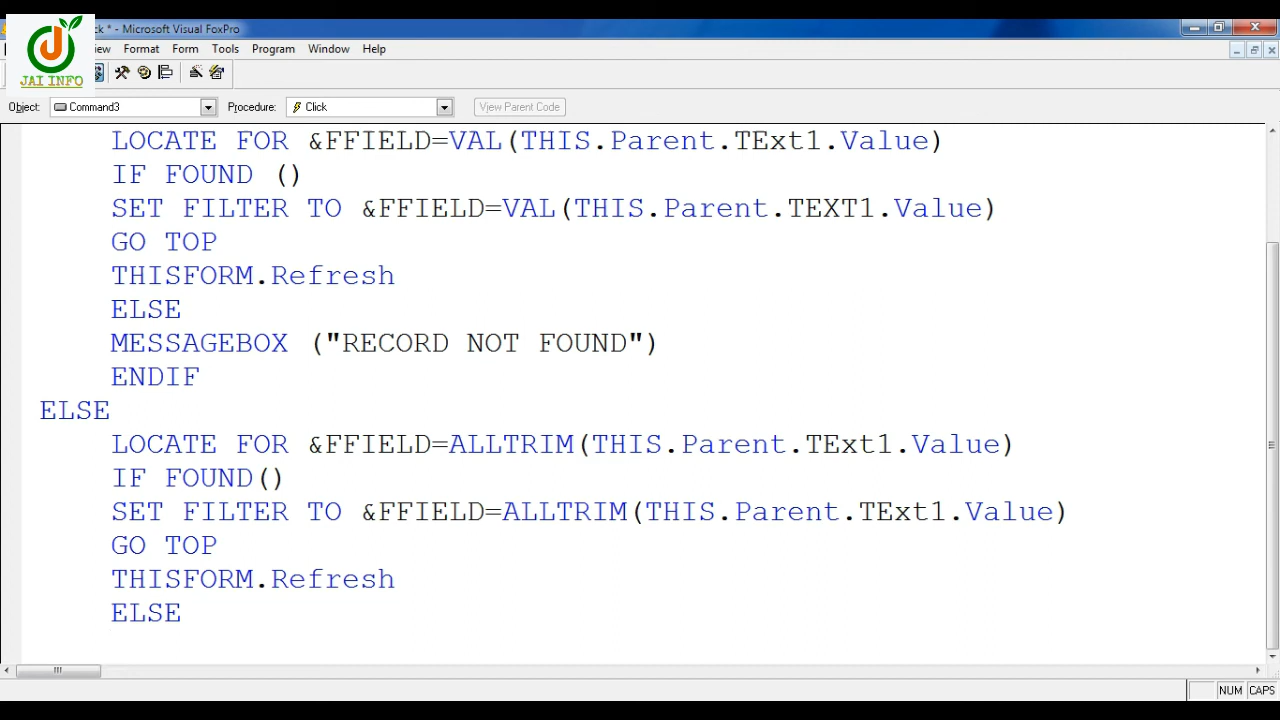 ck * - Microsoft Visual FoxPro
JAI INFO
iew Format Form Tools Program Window Help
Object: Command3 Procedure: Click View Parent Code
LOCATE FOR &FFIELD=VAL(THIS.Parent.TExt1.Value)
IF FOUND ()
SET FILTER TO &FFIELD=VAL(THIS.Parent.TEXT1.Value)
GO TOP
THISFORM.Refresh
ELSE
MESSAGEBOX ("RECORD NOT FOUND")
ENDIF
ELSE
LOCATE FOR &FFIELD=ALLTRIM(THIS.Parent.TExt1.Value)
IF FOUND()
SET FILTER TO &FFIELD=ALLTRIM(THIS.Parent.TExt1.Value)
GO TOP
THISFORM.Refresh
ELSE
NUM CAPS